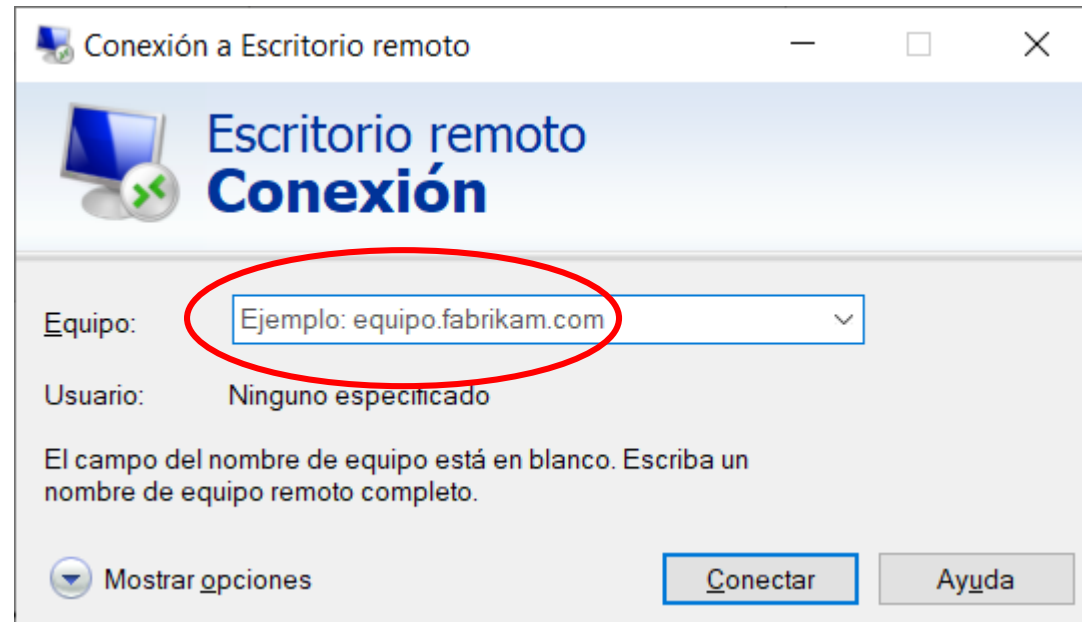 Conexión a Escritorio remoto
Escritorio remoto
Conexión
Equipo: Ejemplo: equipo.fabrikam.com
Usuario: Ninguno especificado
El campo del nombre de equipo está en blanco. Escriba un
nombre de equipo remoto completo.
Mostrar opciones Conectar Ayuda